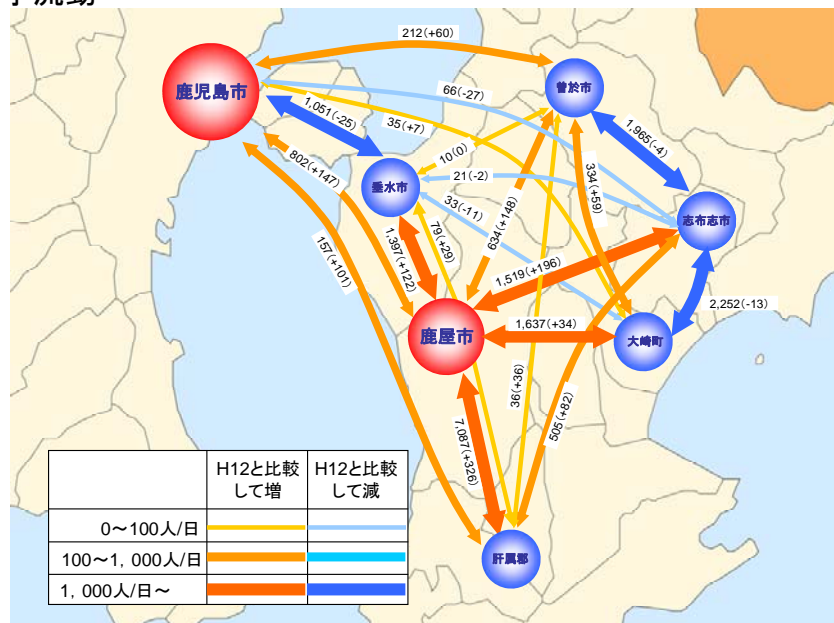 212(+60)
鹿児島市
曽於市
66(-27)
1,051(-25)
35(+7)
1,965(-4)
10(0)
802(+147)
垂水市
21(-2)
334(+59)
33(-11)
志布志市
79(+29)
634(+148)
157(+101)
1,397(+122)
1,519(+196)
2,252(-13)
鹿屋市
1,637(+34)
大崎町
36(+36)
505(+82)
7,087(+326)
H12と比較して増
H12と比較して減
0～100人/日
100～1,000人/日
1,000人/日～
肝属郡